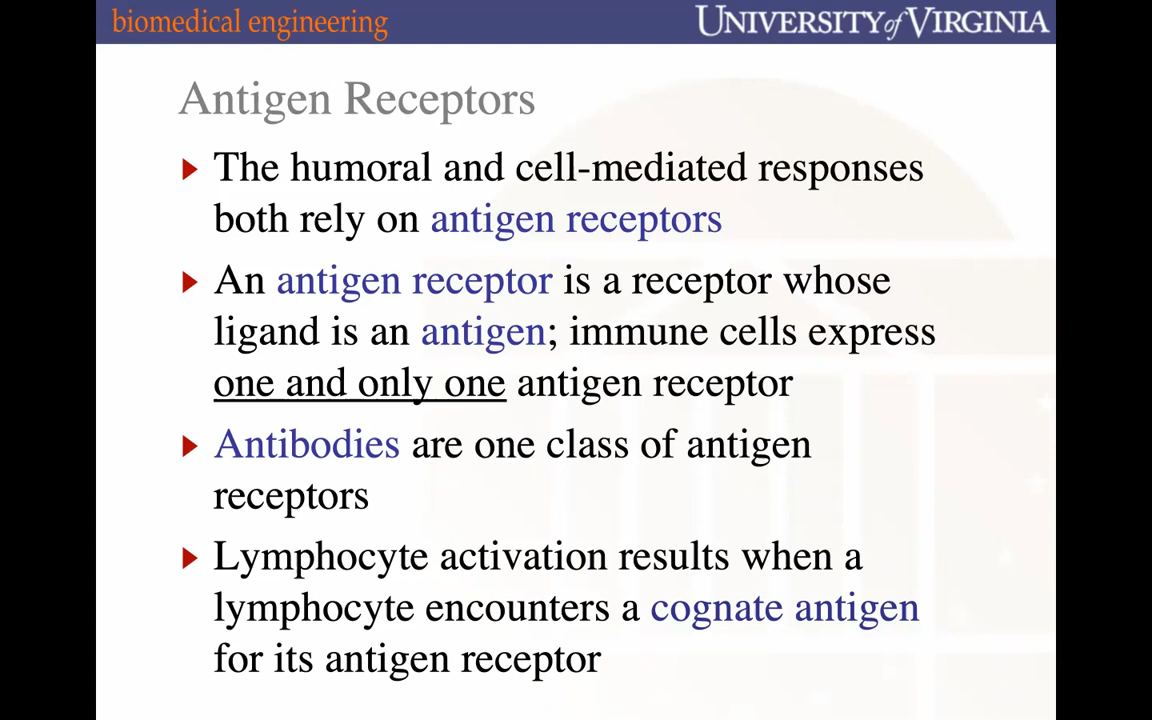 biomedical engineering
UNIVERSITY of VIRGINIA
Antigen Receptors
The humoral and cell-mediated responses
both rely on antigen receptors
An antigen receptor is a receptor whose
ligand is an antigen; immune cells express
one and only one antigen receptor
Antibodies are one class of antigen
receptors
Lymphocyte activation results when a
lymphocyte encounters a cognate antigen
for its antigen receptor